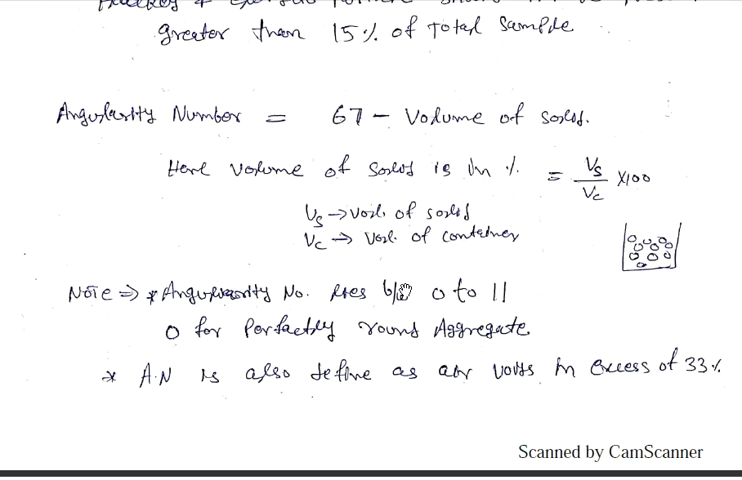 greater than 15% of Total Sample
Angularity Number = 67 - Volume of solid.
Here volume of solid is in % = Vs/Vc x100
Vs → Vol. of solid
Vc → Vol. of container
Note ⇒ * Angularity No. lies b/w 0 to 11
0 for Perfectly round Aggregate
* A.N is also define as air voids in excess of 33%
Scanned by CamScanner